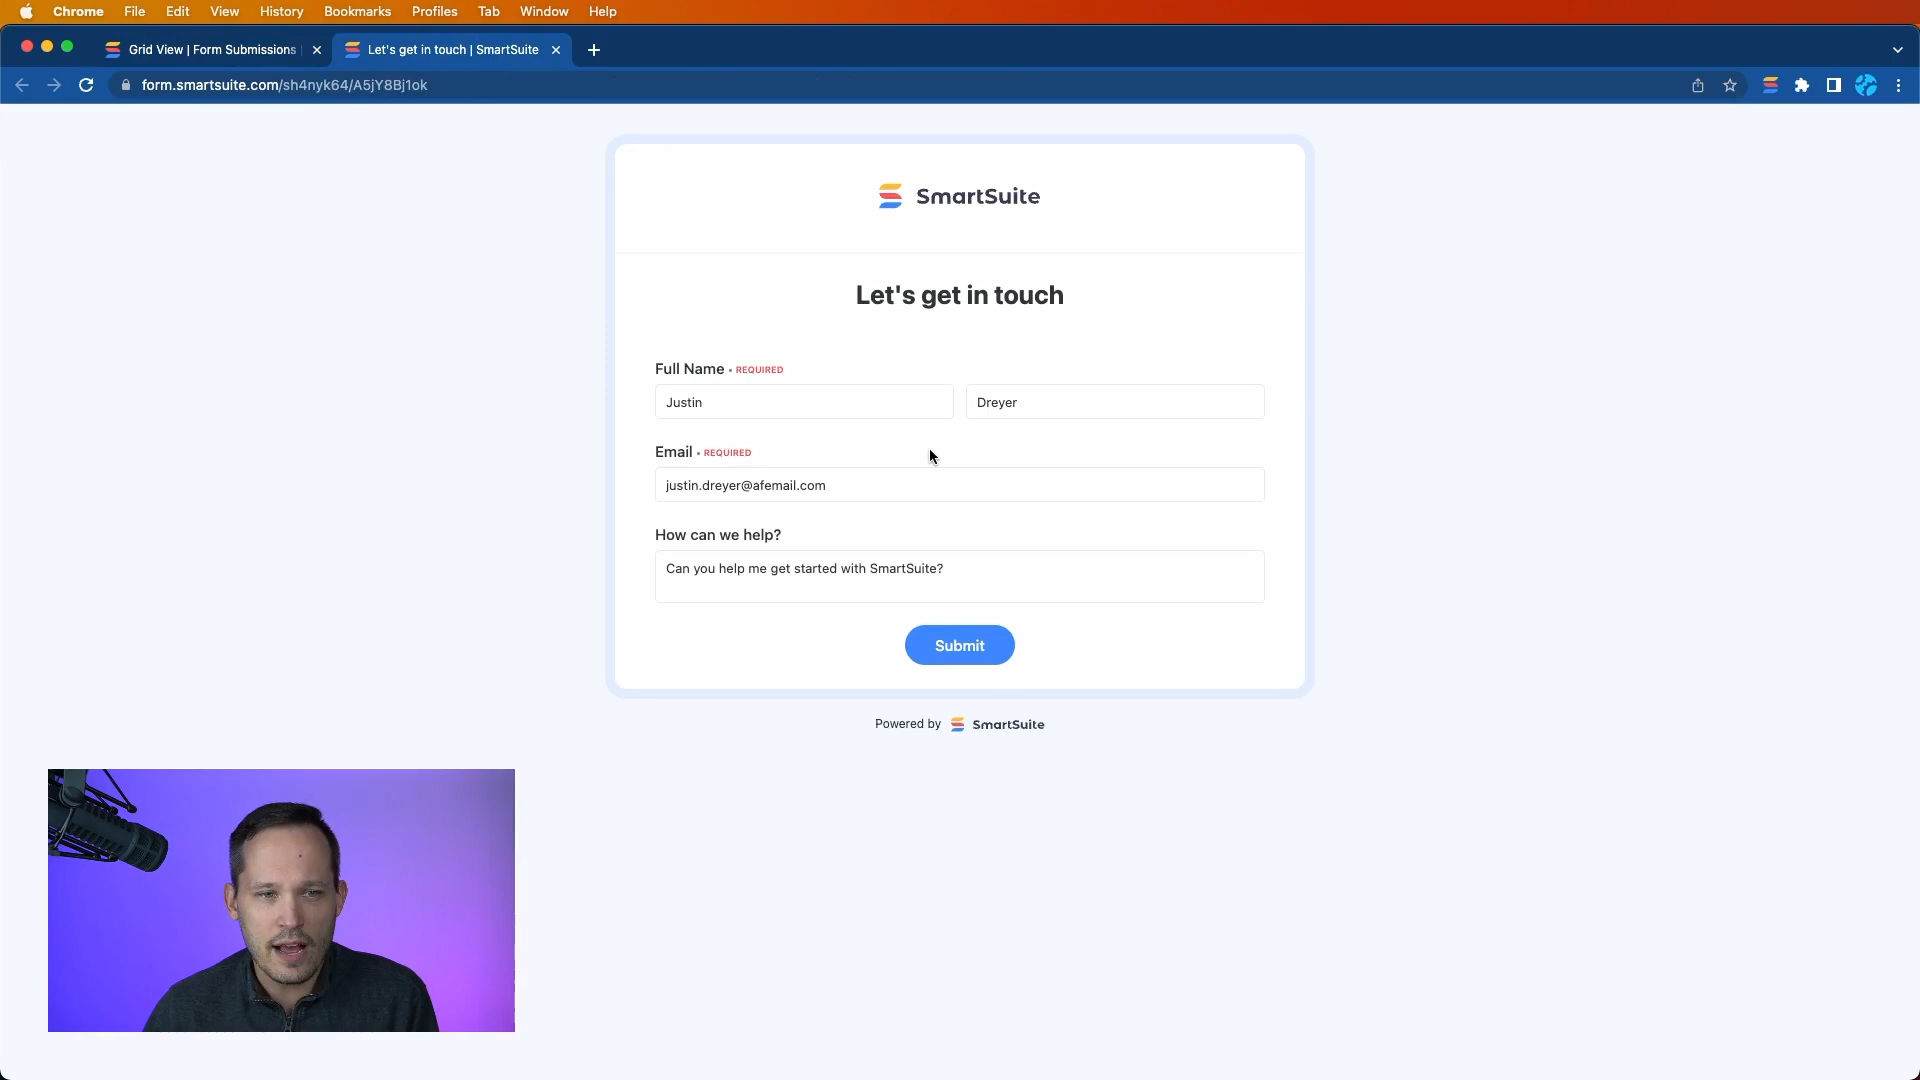 Chrome File Edit View History Bookmarks Profiles Tab Window Help
Grid View | Form Submissions
Let's get in touch | SmartSuite
form.smartsuite.com/sh4nyk64/A5jY8Bj1ok
SmartSuite
Let's get in touch
Full Name • REQUIRED
Justin
Dreyer
Email • REQUIRED
justin.dreyer@afemail.com
How can we help?
Can you help me get started with SmartSuite?
Submit
Powered by SmartSuite